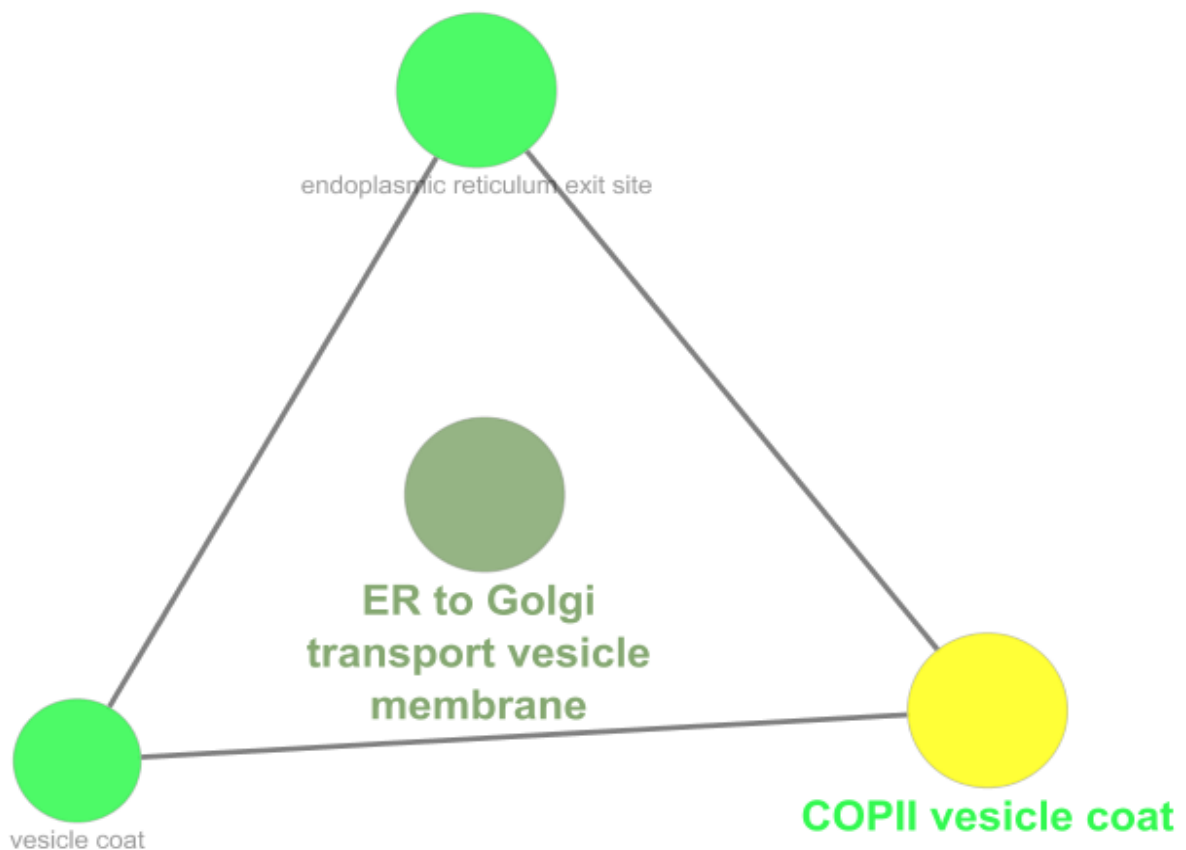 endoplasmic reticulum exit site
ER to Golgi
transport vesicle
membrane
COPII vesicle coat
vesicle coat